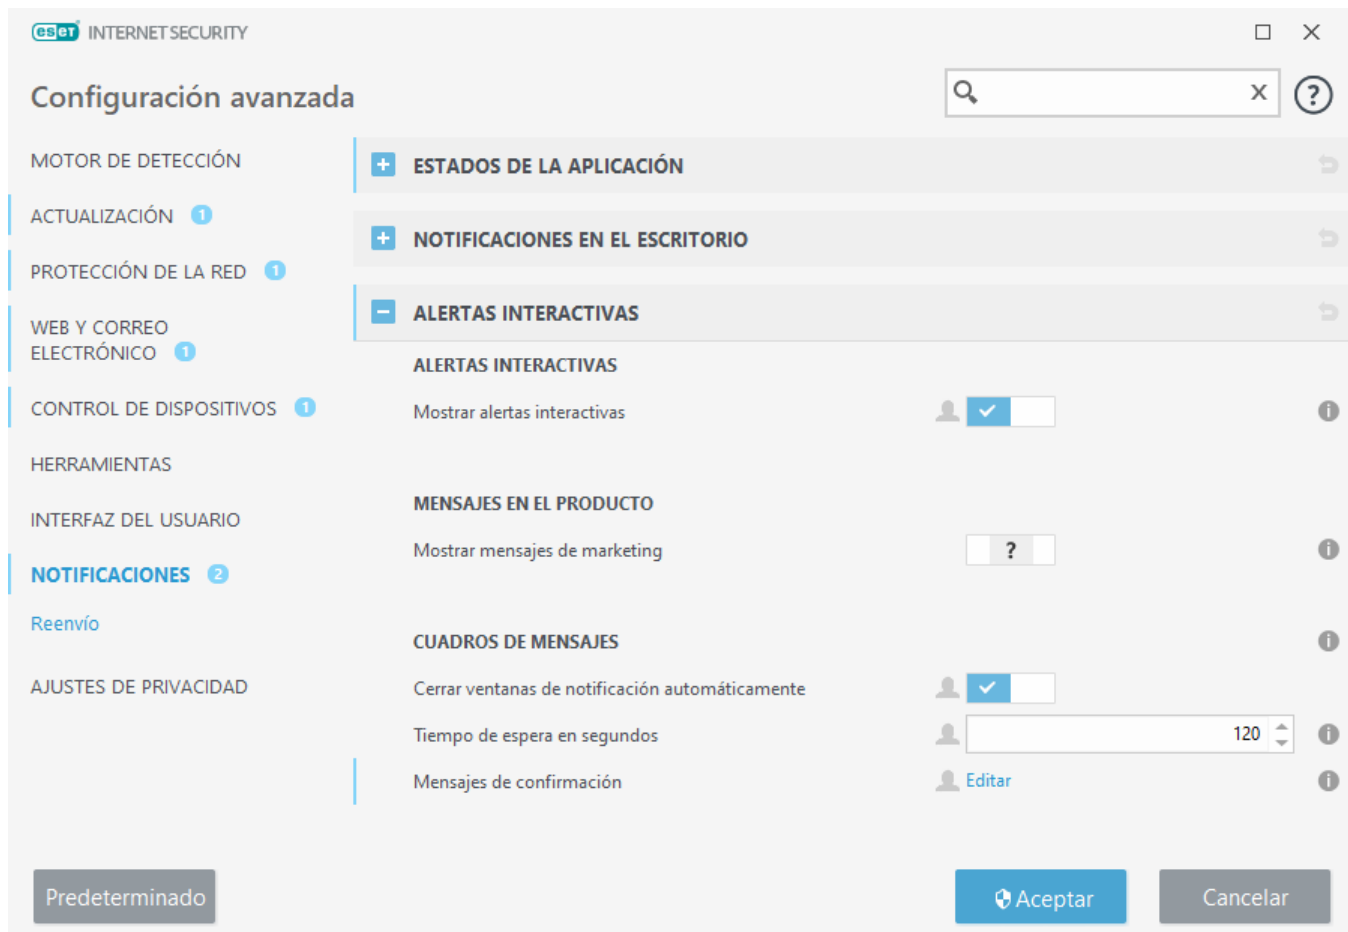 eseT INTERNET SECURITY
Configuración avanzada
X
?
MOTOR DE DETECCIÓN
ACTUALIZACIÓN 1
PROTECCIÓN DE LA RED 1
WEB Y CORREO
ELECTRÓNICO 1
CONTROL DE DISPOSITIVOS 1
HERRAMIENTAS
INTERFAZ DEL USUARIO
NOTIFICACIONES 2
Reenvío
AJUSTES DE PRIVACIDAD
ESTADOS DE LA APLICACIÓN
NOTIFICACIONES EN EL ESCRITORIO
ALERTAS INTERACTIVAS
ALERTAS INTERACTIVAS
Mostrar alertas interactivas
MENSAJES EN EL PRODUCTO
Mostrar mensajes de marketing ?
CUADROS DE MENSAJES
Cerrar ventanas de notificación automáticamente
Tiempo de espera en segundos 120
Mensajes de confirmación Editar
Predeterminado
Aceptar
Cancelar